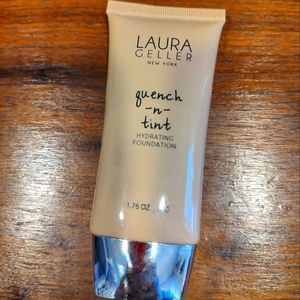 LAURA
GELLER
NEW YORK
quench
-n-
tint
HYDRATING
FOUNDATION
1.76 OZ.